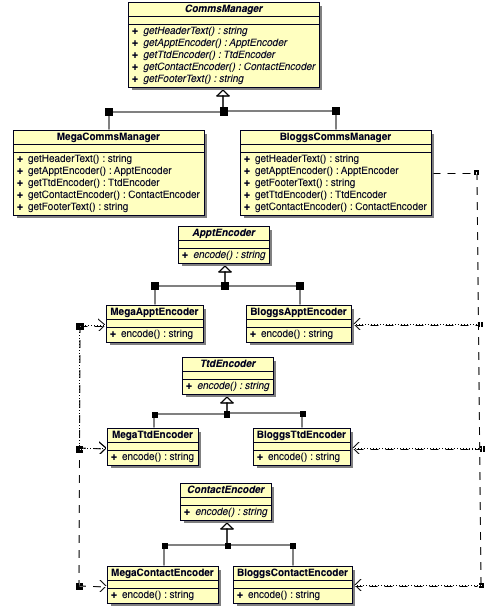 CommsManager
+ getHeaderText() : string
+ getApptEncoder() : ApptEncoder
+ getTtdEncoder() : TtdEncoder
+ getContactEncoder() : ContactEncoder
+ getFooterText() : string
MegaCommsManager
+ getHeaderText() : string
+ getApptEncoder() : ApptEncoder
+ getTtdEncoder() : TtdEncoder
+ getContactEncoder() : ContactEncoder
+ getFooterText() : string
BloggsCommsManager
+ getHeaderText() : string
+ getApptEncoder() : ApptEncoder
+ getFooterText() : string
+ getTtdEncoder() : TtdEncoder
+ getContactEncoder() : ContactEncoder
ApptEncoder
+ encode() : string
MegaApptEncoder
+ encode() : string
BloggsApptEncoder
+ encode() : string
TtdEncoder
+ encode() : string
MegaTtdEncoder
+ encode() : string
BloggsTtdEncoder
+ encode() : string
ContactEncoder
+ encode() : string
MegaContactEncoder
+ encode() : string
BloggsContactEncoder
+ encode() : string